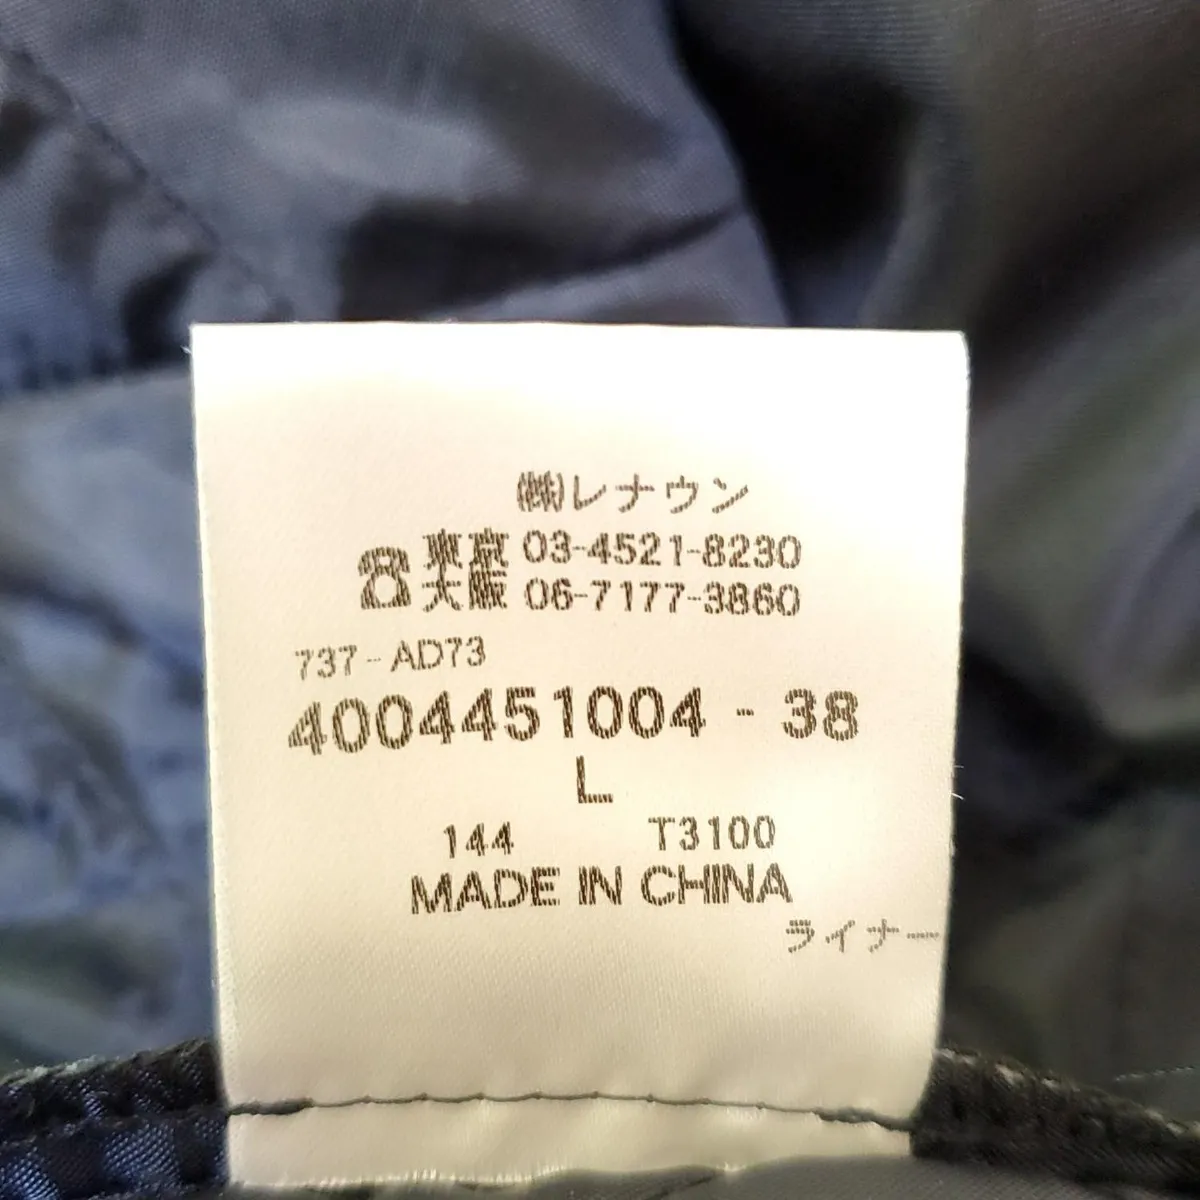 ㈱レナウン
☎ 東京 03-4521-8230
大阪 06-7177-3860
737-AD73
4004451004-38
L
144 T3100
MADE IN CHINA
ライナー